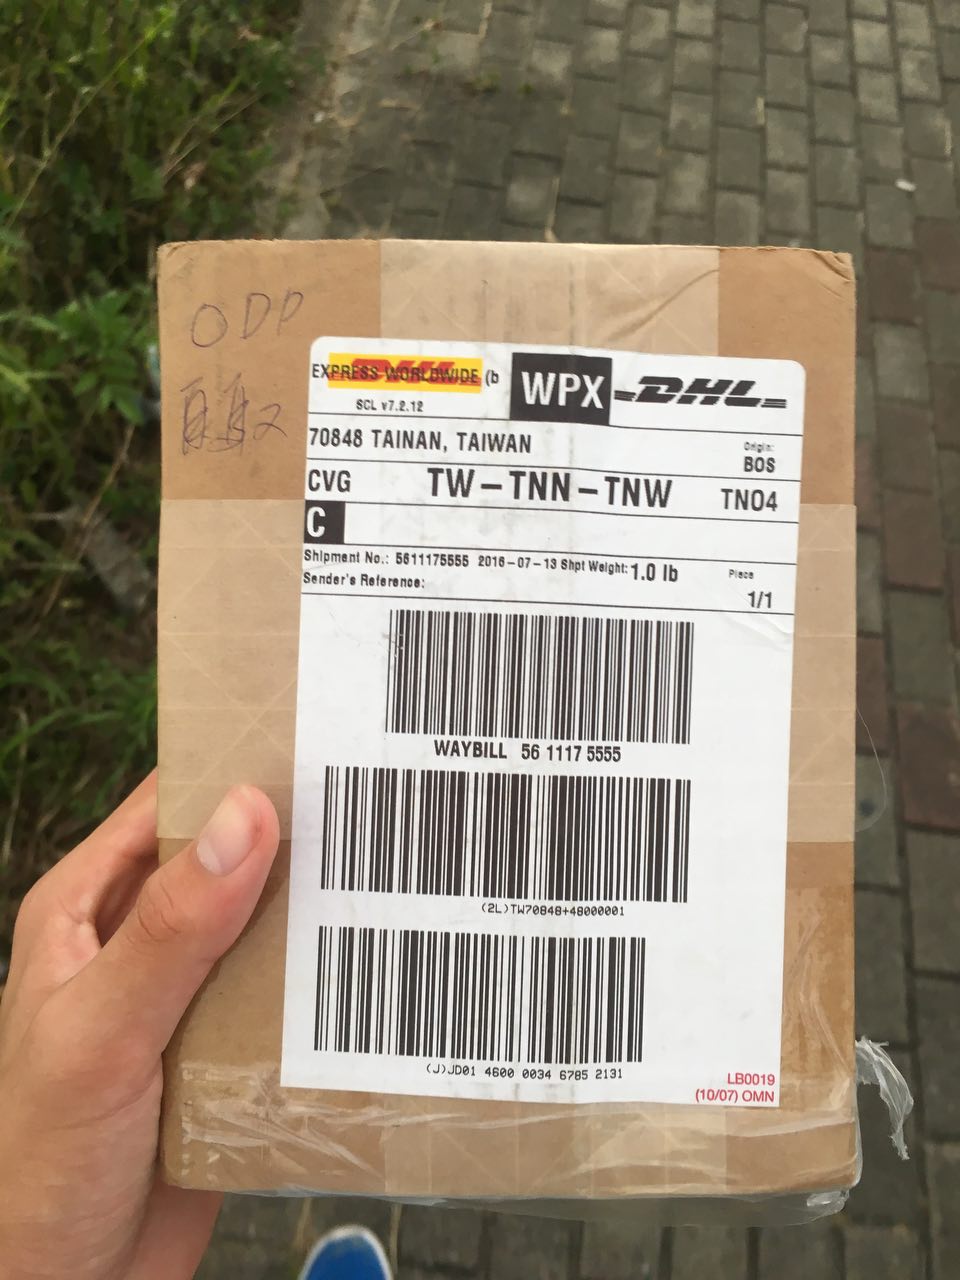 ODP
EXPRESS WORLDWIDE (b
WPX
DHL
SCL v7.2.12
70848 TAINAN, TAIWAN
Origin:
BOS
CVG TW-TNN-TNW TN04
C
Shipment No.: 5611175555 2016-07-13 Shpt Weight: 1.0 lb
Piece
Sender's Reference:
1/1
WAYBILL 56 1117 5555
(2L)TW70848+48000001
(J)JD01 4600 0034 6785 2131
LB0019
(10/07) OMN